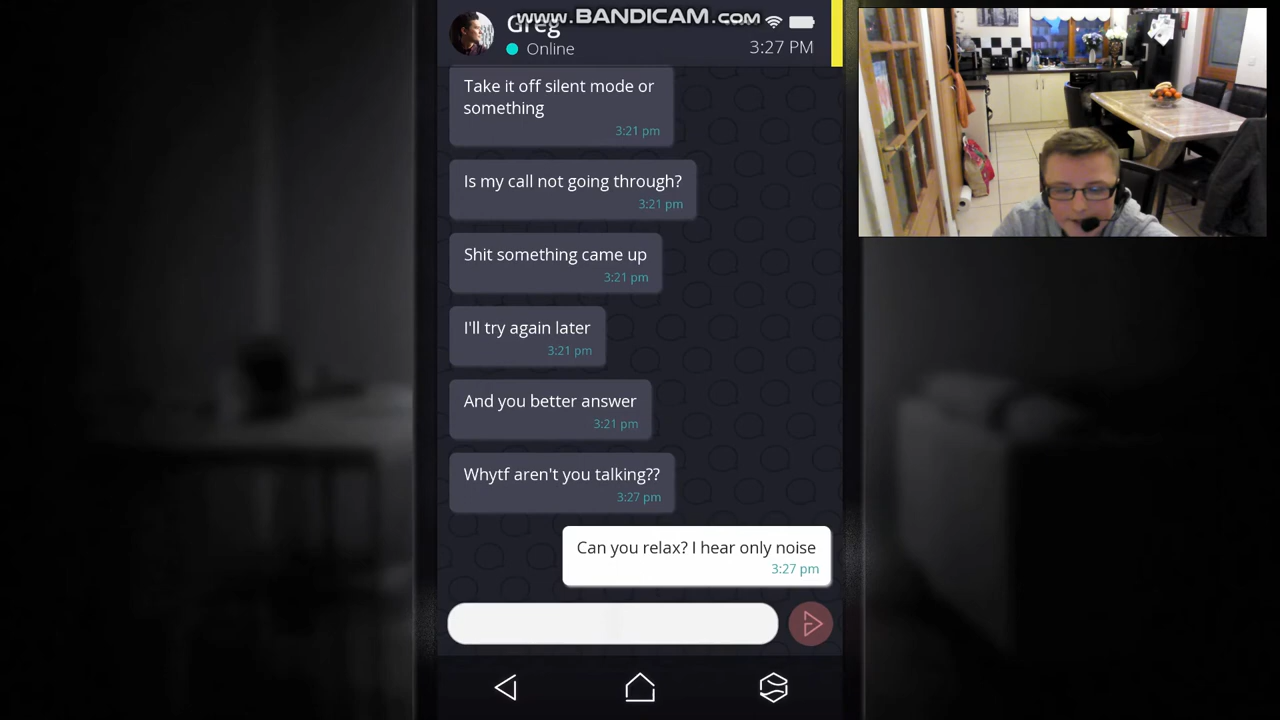 Greg
www.BANDICAM.COM
Online
3:27 PM
Take it off silent mode or
something
3:21 pm
Is my call not going through?
3:21 pm
Shit something came up
3:21 pm
I'll try again later
3:21 pm
And you better answer
3:21 pm
Whytf aren't you talking??
3:27 pm
Can you relax? I hear only noise
3:27 pm